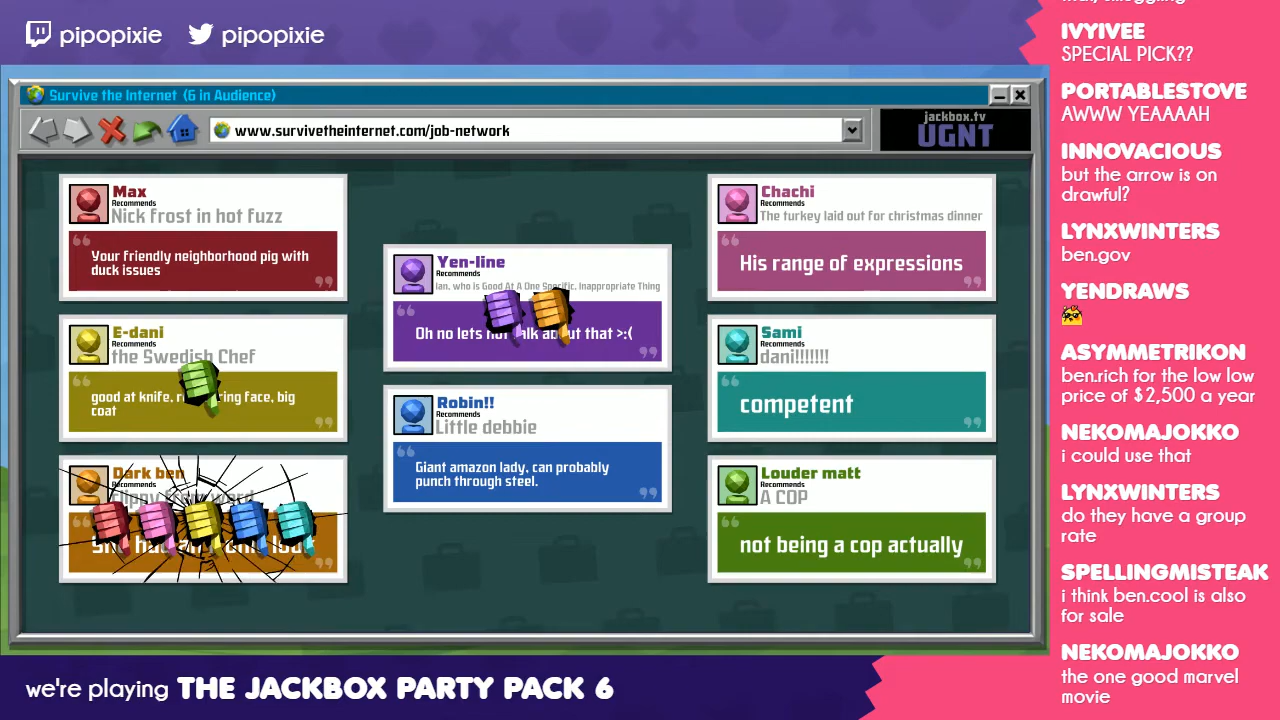 pipopixie
pipopixie
Survive the Internet (6 in Audience)
www.survivetheinternet.com/job-network
jackbox.tv
UGNT
Max
Recommends
Nick frost in hot fuzz
Your friendly neighborhood pig with
duck issues
E-dani
Recommends
the Swedish Chef
good at knife, ring face, big
coat
Dark ben
Recommends
Yen-line
Recommends
Ian, who is Good At A One Specific, Inappropriate Thing
Oh no lets not talk about that >:(
Robin!!
Recommends
Little debbie
Giant amazon lady, can probably
punch through steel.
Chachi
Recommends
The turkey laid out for christmas dinner
His range of expressions
Sami
Recommends
dani!!!!!!!
competent
Louder matt
Recommends
A COP
not being a cop actually
IVYIVEE
SPECIAL PICK??
PORTABLESTOVE
AWWW YEAAAAH
INNOVACIOUS
but the arrow is on
drawful?
LYNXWINTERS
ben.gov
YENDRAWS
ASYMMETRIKON
ben.rich for the low low
price of $2,500 a year
NEKOMAJOKKO
i could use that
LYNXWINTERS
do they have a group
rate
SPELLINGMISTEAK
i think ben.cool is also
for sale
NEKOMAJOKKO
the one good marvel
movie
we're playing THE JACKBOX PARTY PACK 6